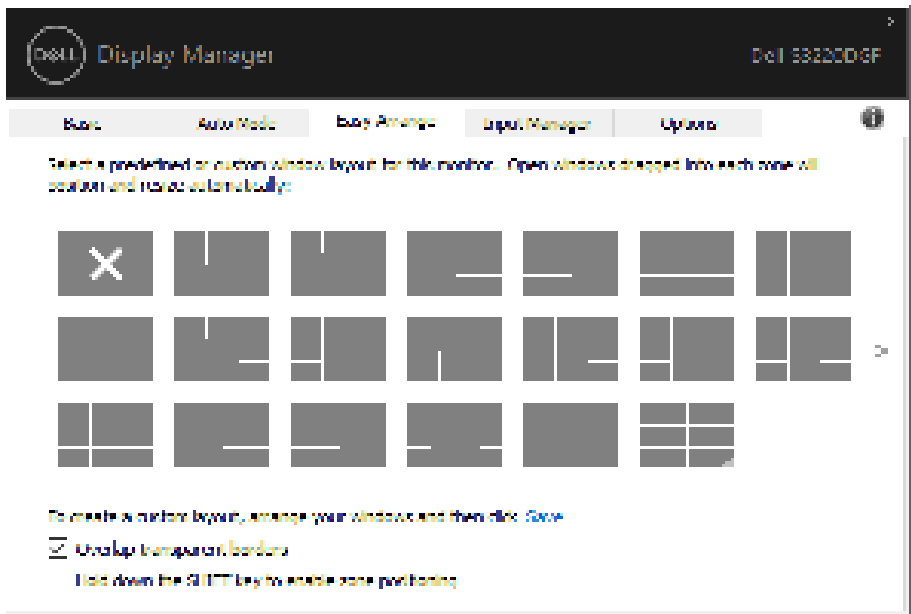 DELL Display Manager
Dell S3220DGF
Basic Auto Mode Easy Arrange Input Manager Options
Select a predefined or custom window layout for this monitor. Open windows dragged into each zone will
position and resize automatically:
To create a custom layout, arrange your windows and then click Save
Overlap transparent borders
Hold down the SHIFT key to enable zone positioning